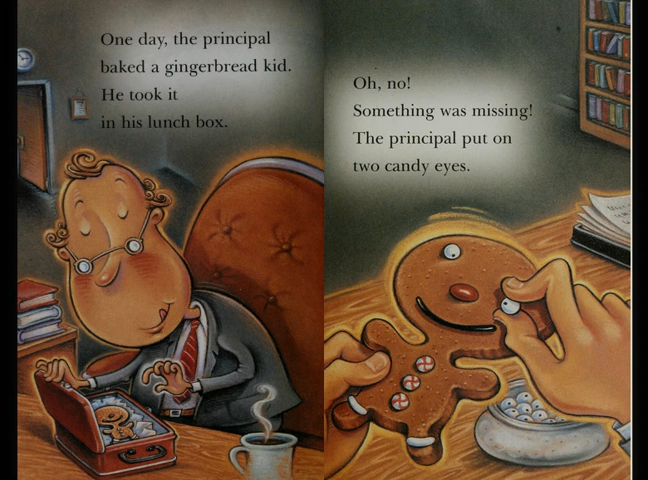 One day, the principal
baked a gingerbread kid.
He took it
in his lunch box.
Oh, no!
Something was missing!
The principal put on
two candy eyes.